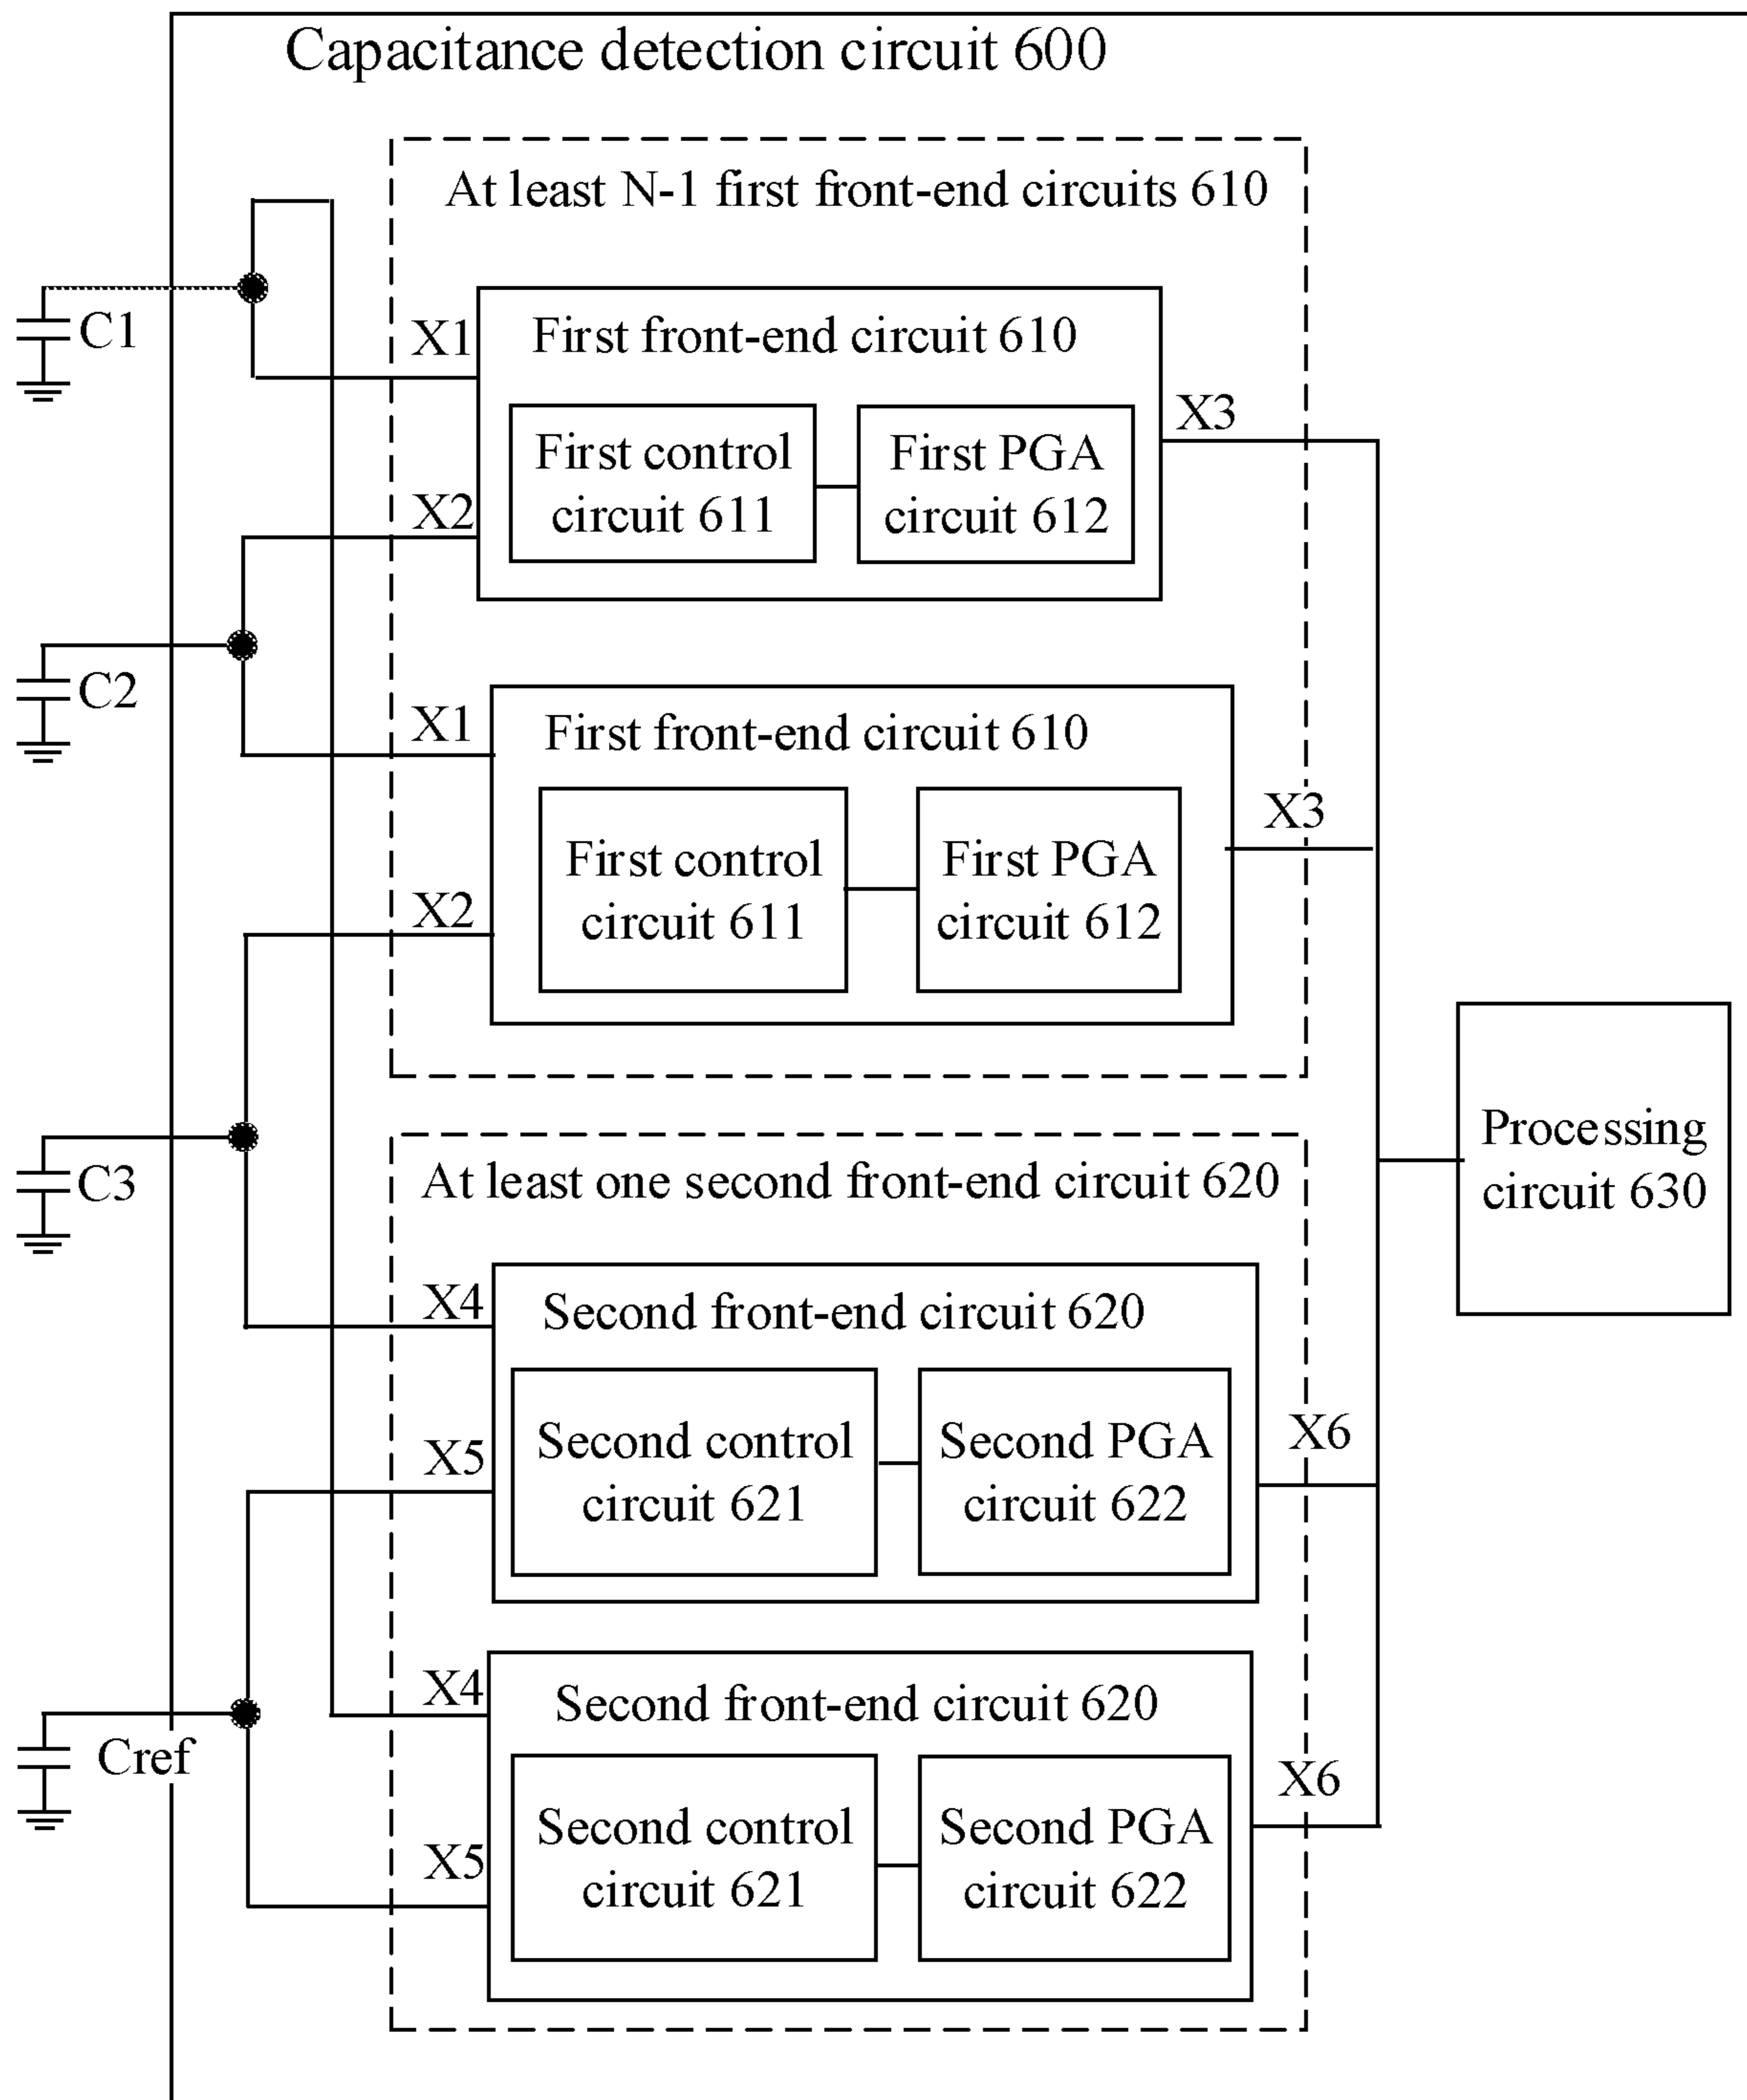 Capacitance detection circuit 600
At least N-1 first front-end circuits 610
C1
X1
First front-end circuit 610
X3
First control
circuit 611
First PGA
circuit 612
X2
C2
X1
First front-end circuit 610
X3
First control
circuit 611
First PGA
circuit 612
X2
Processing
circuit 630
C3
At least one second front-end circuit 620
X4
Second front-end circuit 620
X6
Second control
circuit 621
Second PGA
circuit 622
X5
X4
Second front-end circuit 620
Cref
X6
Second control
circuit 621
Second PGA
circuit 622
X5